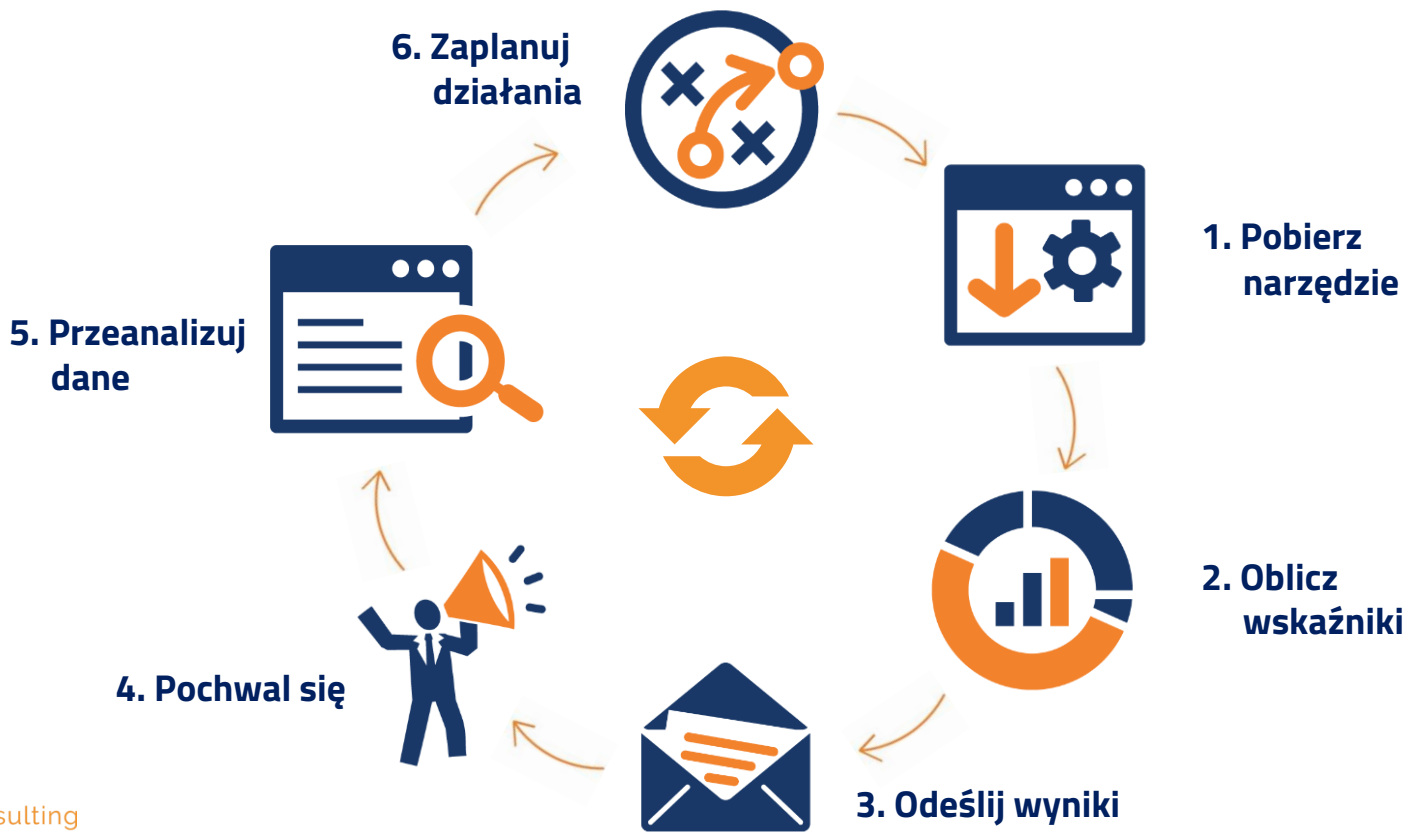 6. Zaplanuj
działania
1. Pobierz
narzędzie
5. Przeanalizuj
dane
2. Oblicz
wskaźniki
4. Pochwal się
3. Odeślij wyniki
sulting